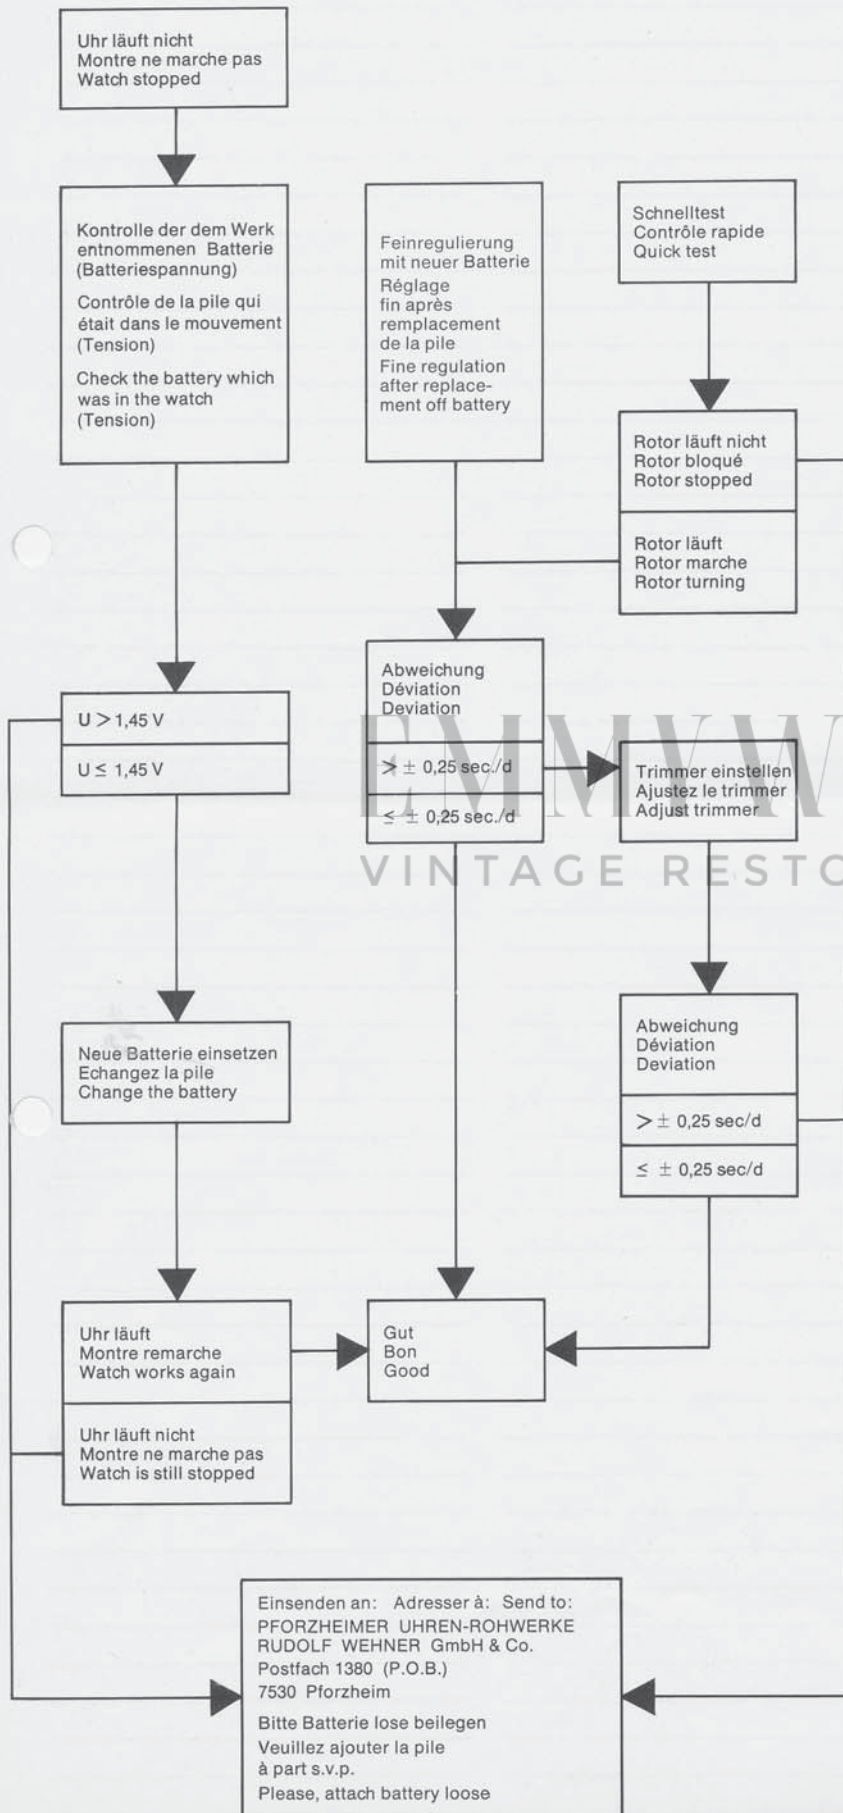 Uhr läuft nicht
Montre ne marche pas
Watch stopped
Kontrolle der dem Werk
entnommenen Batterie
(Batteriespannung)
Contrôle de la pile qui
était dans le mouvement
(Tension)
Check the battery which
was in the watch
(Tension)
U > 1,45 V
U ≤ 1,45 V
Neue Batterie einsetzen
Echangez la pile
Change the battery
Uhr läuft
Montre remarche
Watch works again
Uhr läuft nicht
Montre ne marche pas
Watch is still stopped
Feinregulierung
mit neuer Batterie
Réglage
fin après
remplacement
de la pile
Fine regulation
after replace-
ment off battery
Abweichung
Déviation
Deviation
> ± 0,25 sec./d
≤ ± 0,25 sec./d
Gut
Bon
Good
Schnelltest
Contrôle rapide
Quick test
Rotor läuft nicht
Rotor bloqué
Rotor stopped
Rotor läuft
Rotor marche
Rotor turning
Trimmer einstellen
Ajustez le trimmer
Adjust trimmer
Abweichung
Déviation
Deviation
> ± 0,25 sec/d
≤ ± 0,25 sec/d
Einsenden an: Adresser à: Send to:
PFORZHEIMER UHREN-ROHWERKE
RUDOLF WEHNER GmbH & Co.
Postfach 1380 (P.O.B.)
7530 Pforzheim
Bitte Batterie lose beilegen
Veuillez ajouter la pile
à part s.v.p.
Please, attach battery loose
EMMYW
VINTAGE RESTO